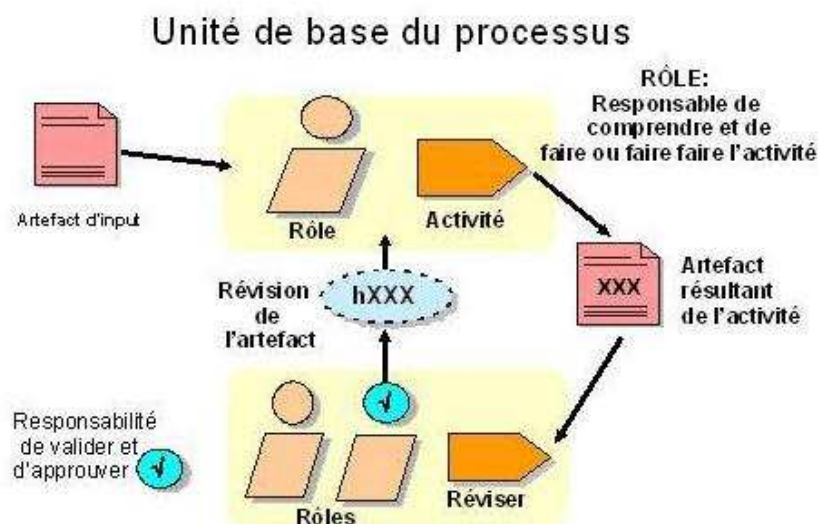 Unité de base du processus
RÔLE:
Responsable de
comprendre et de
faire ou faire faire l'activité
Artefact d'input
Rôle
Activité
XXX
Artefact
résultant
de l'activité
Révision
de
l'artefact
hXXX
Responsabilité
de valider et
d'approuver
√
√
Réviser
Rôles